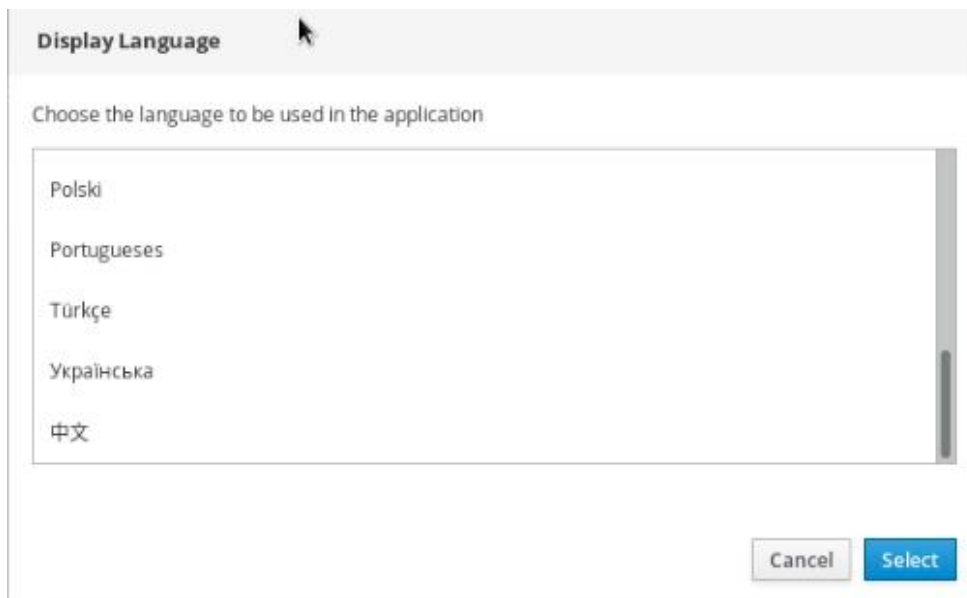 Display Language
Choose the language to be used in the application
Polski
Portugueses
Türkçe
Українська
中文
Cancel
Select